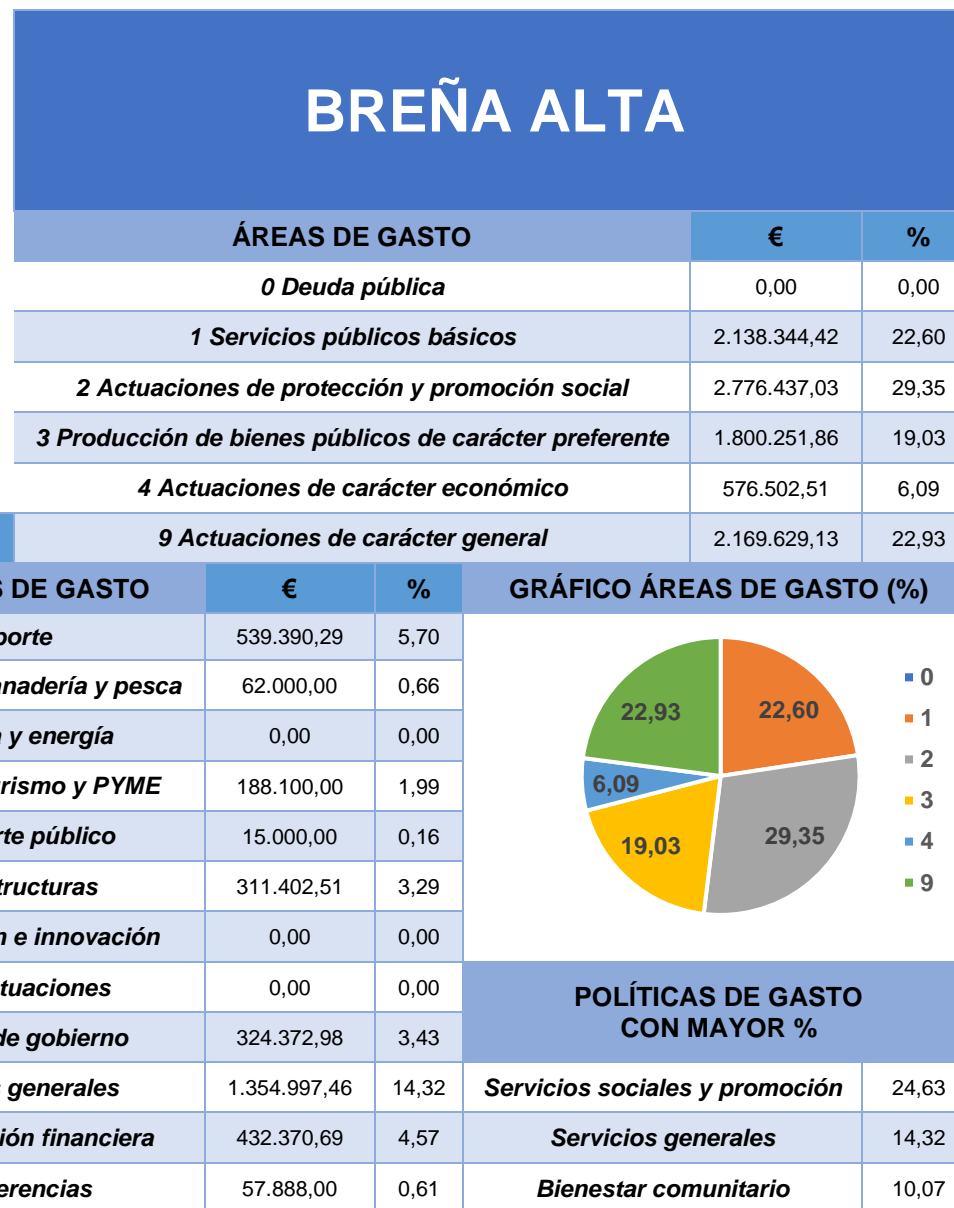 BREÑA ALTA
ÁREAS DE GASTO € %
0 Deuda pública 0,00 0,00
1 Servicios públicos básicos 2.138.344,42 22,60
2 Actuaciones de protección y promoción social 2.776.437,03 29,35
3 Producción de bienes públicos de carácter preferente 1.800.251,86 19,03
4 Actuaciones de carácter económico 576.502,51 6,09
9 Actuaciones de carácter general 2.169.629,13 22,93
DE GASTO € %
539.390,29 5,70
y pesca 62.000,00 0,66
y energía 0,00 0,00
y PYME 188.100,00 1,99
público 15.000,00 0,16
311.402,51 3,29
e innovación 0,00 0,00
0,00 0,00
de gobierno 324.372,98 3,43
generales 1.354.997,46 14,32
financiera 432.370,69 4,57
57.888,00 0,61
GRÁFICO ÁREAS DE GASTO (%)
22,93
22,60
6,09
19,03
29,35
0
1
2
3
4
9
POLÍTICAS DE GASTO
CON MAYOR %
Servicios sociales y promoción 24,63
Servicios generales 14,32
Bienestar comunitario 10,07